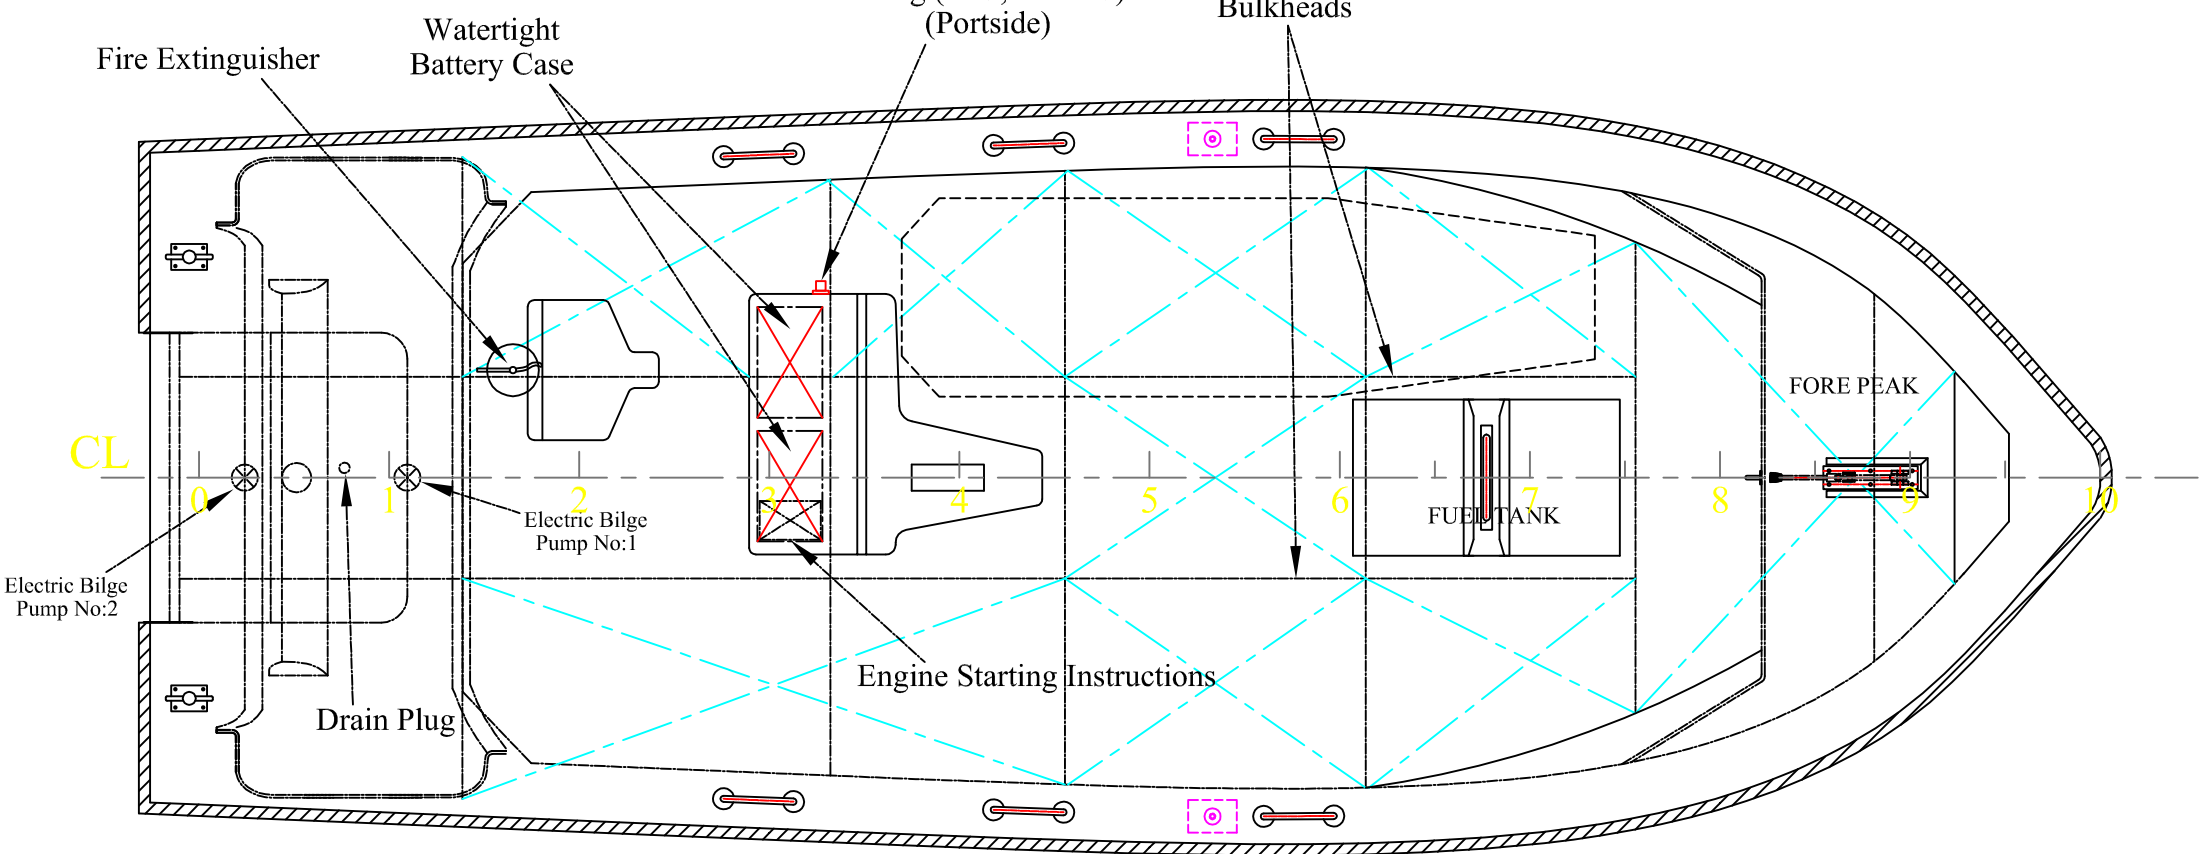 (Portside)
Bulkheads
Watertight
Battery Case
Fire Extinguisher
FORE PEAK
CL
0
1
2
3
4
5
6
7
8
9
10
FUEL TANK
Electric Bilge
Pump No:1
Electric Bilge
Pump No:2
Engine Starting Instructions
Drain Plug